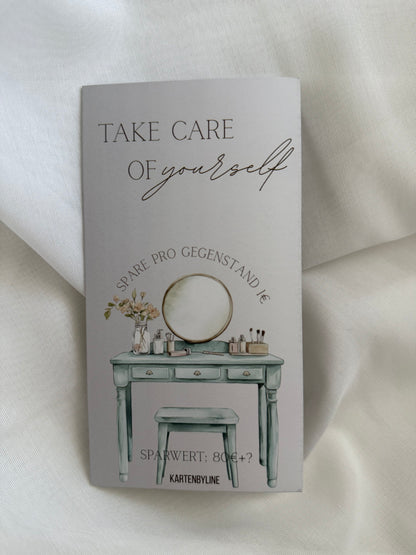 TAKE CARE
OF yourself
SPARE PRO GEGENSTAND 1€
SPARWERT: 80€+?
KARTENBYLINE